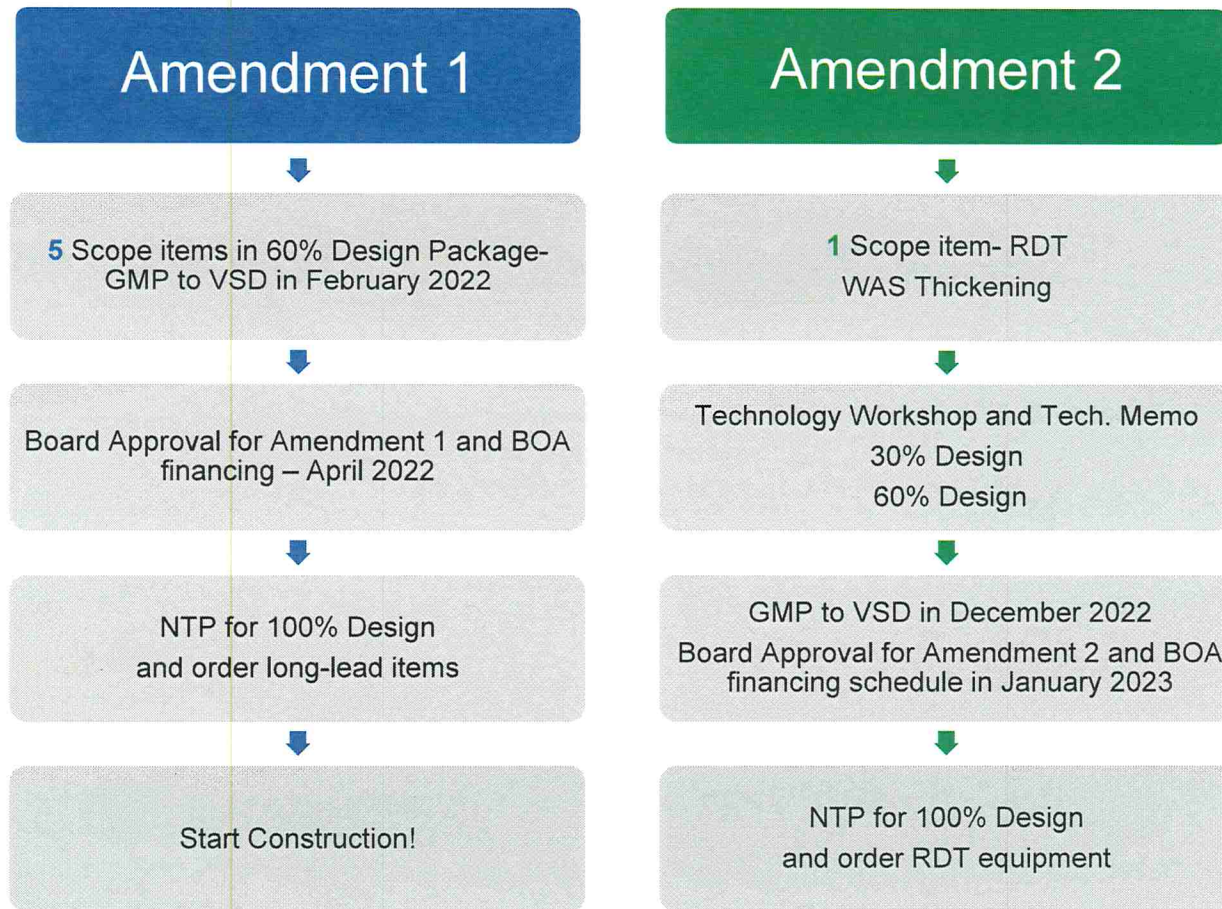 Amendment 1
5 Scope items in 60% Design Package-
GMP to VSD in February 2022
Board Approval for Amendment 1 and BOA
financing – April 2022
NTP for 100% Design
and order long-lead items
Start Construction!
Amendment 2
1 Scope item- RDT
WAS Thickening
Technology Workshop and Tech. Memo
30% Design
60% Design
GMP to VSD in December 2022
Board Approval for Amendment 2 and BOA
financing schedule in January 2023
NTP for 100% Design
and order RDT equipment